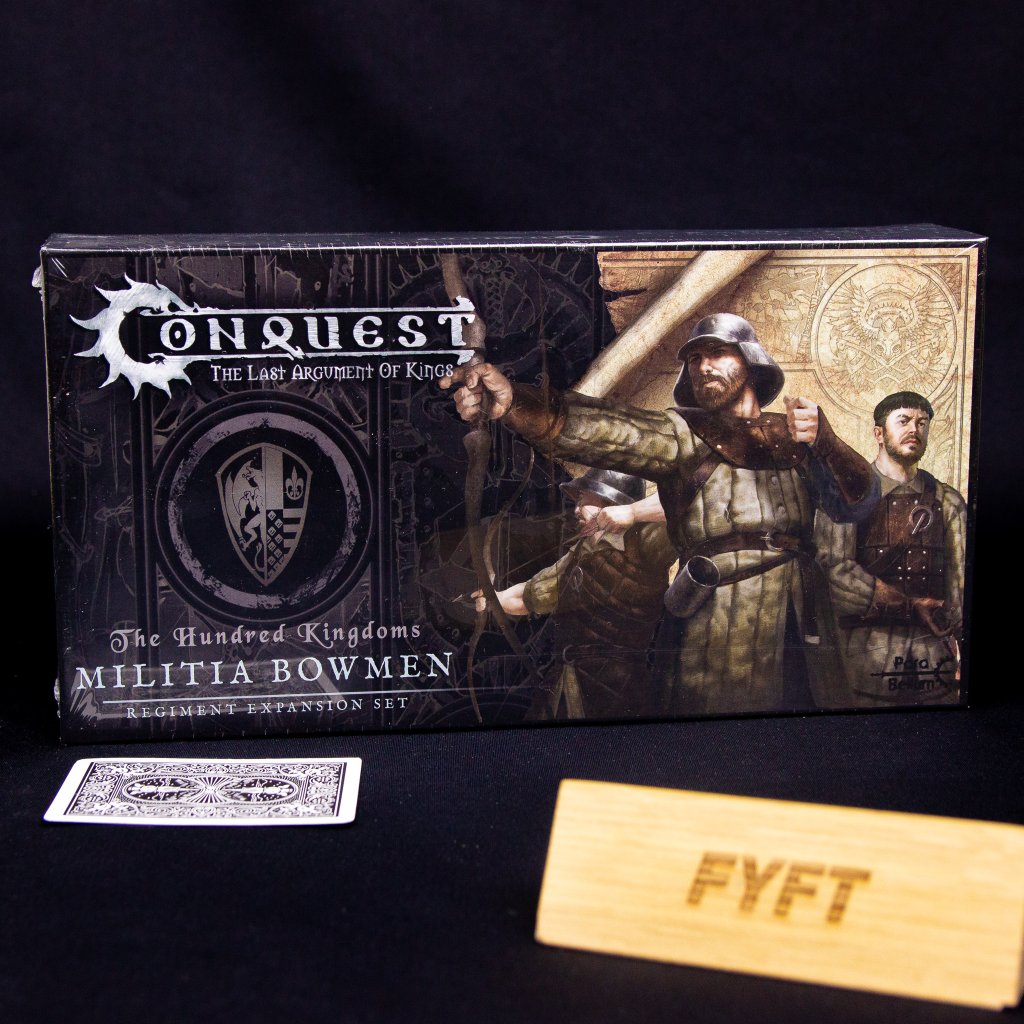 CONQUEST
THE LAST ARGUMENT OF KINGS
The Hundred Kingdoms
MILITIA BOWMEN
REGIMENT EXPANSION SET
Para
Bellum
FYFT